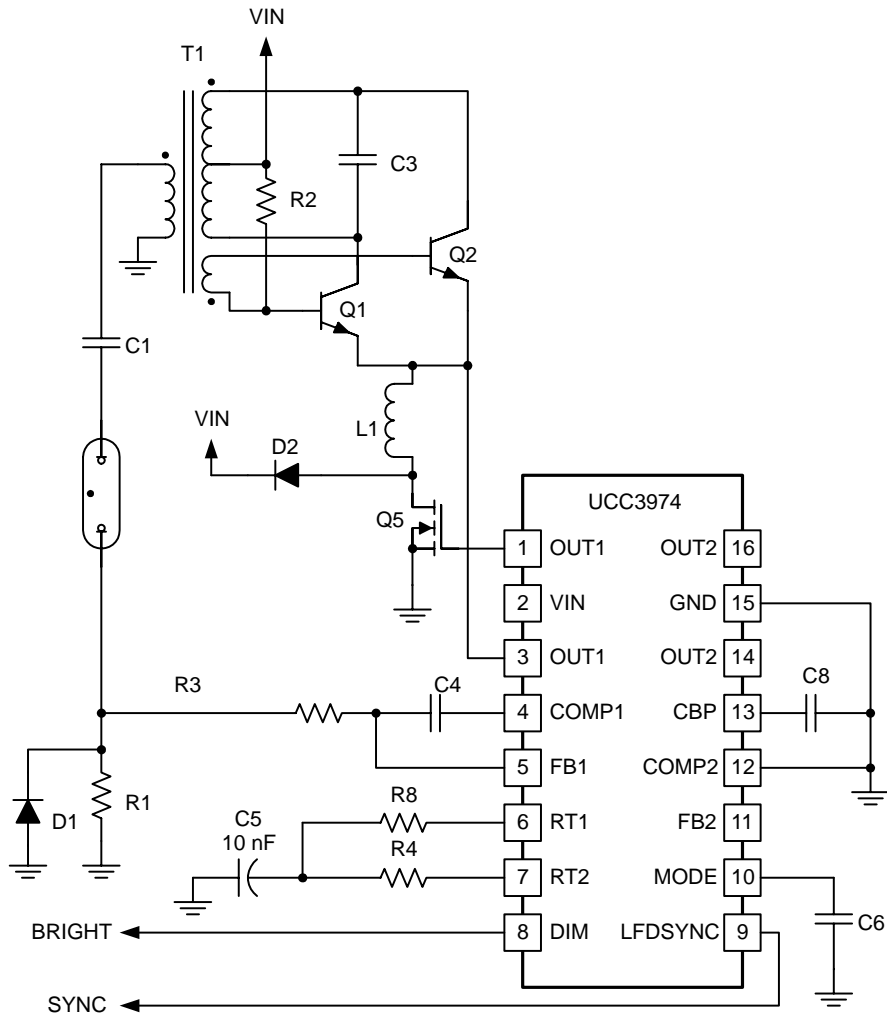 VIN
T1
C3
R2
Q2
Q1
C1
VIN
L1
D2
UCC3974
Q5
1 OUT1 OUT2 16
2 VIN GND 15
3 OUT1 OUT2 14
C8
R3
C4
4 COMP1 CBP 13
5 FB1 COMP2 12
R1
D1
R8
C5
10 nF
6 RT1 FB2 11
R4
7 RT2 MODE 10
C6
BRIGHT
8 DIM LFDSYNC 9
SYNC